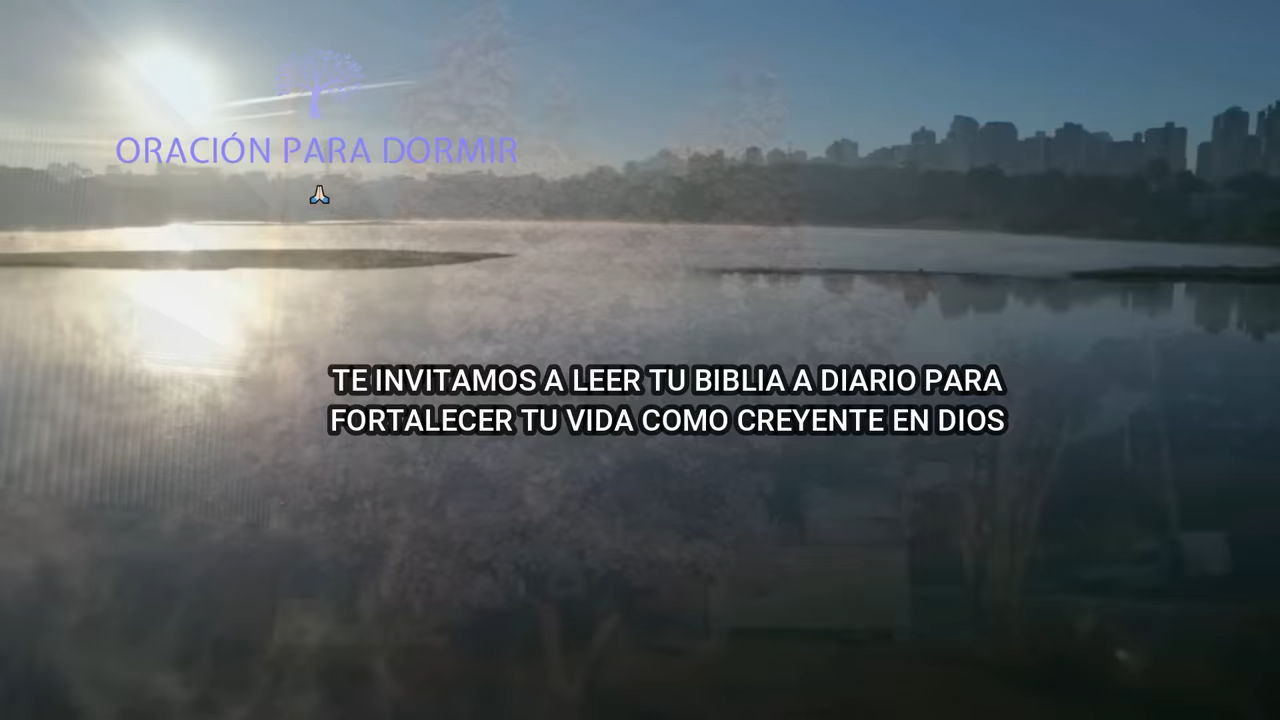 ORACIÓN PARA DORMIR
TE INVITAMOS A LEER TU BIBLIA A DIARIO PARA
FORTALECER TU VIDA COMO CREYENTE EN DIOS